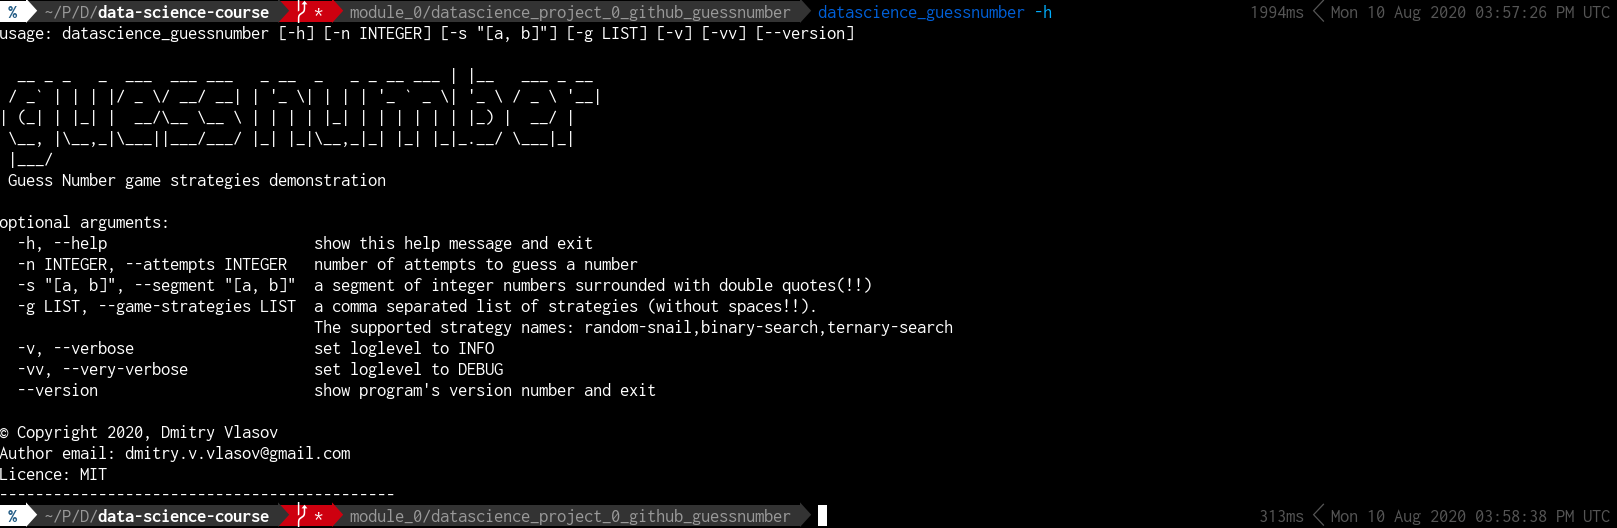 % ~/P/D/data-science-course * module_0/datascience_project_0_github_guessnumber datascience_guessnumber -h 1994ms Mon 10 Aug 2020 03:57:26 PM UTC
usage: datascience_guessnumber [-h] [-n INTEGER] [-s "[a, b]"] [-g LIST] [-v] [-vv] [--version]
  __ _ _   _  ___  ___ ___   _ __  _   _ _ __ ___ | |__   ___ _ __
 / _` | | | |/ _ \/ __/ __| | '_ \| | | | '_ ` _ \| '_ \ / _ \ '__|
| (_| | |_| |  __/\__ \__ \ | | | | |_| | | | | | | |_) |  __/ |
 \__, |\__,_|\___||___/___/ |_| |_|\__,_|_| |_| |_|_.__/ \___|_|
 |___/
 Guess Number game strategies demonstration
optional arguments:
  -h, --help                       show this help message and exit
  -n INTEGER, --attempts INTEGER   number of attempts to guess a number
  -s "[a, b]", --segment "[a, b]"  a segment of integer numbers surrounded with double quotes(!!)
  -g LIST, --game-strategies LIST  a comma separated list of strategies (without spaces!!).
                                   The supported strategy names: random-snail,binary-search,ternary-search
  -v, --verbose                    set loglevel to INFO
  -vv, --very-verbose              set loglevel to DEBUG
  --version                        show program's version number and exit
© Copyright 2020, Dmitry Vlasov
Author email: dmitry.v.vlasov@gmail.com
Licence: MIT
--------------------------------------------
% ~/P/D/data-science-course * module_0/datascience_project_0_github_guessnumber 313ms Mon 10 Aug 2020 03:58:38 PM UTC